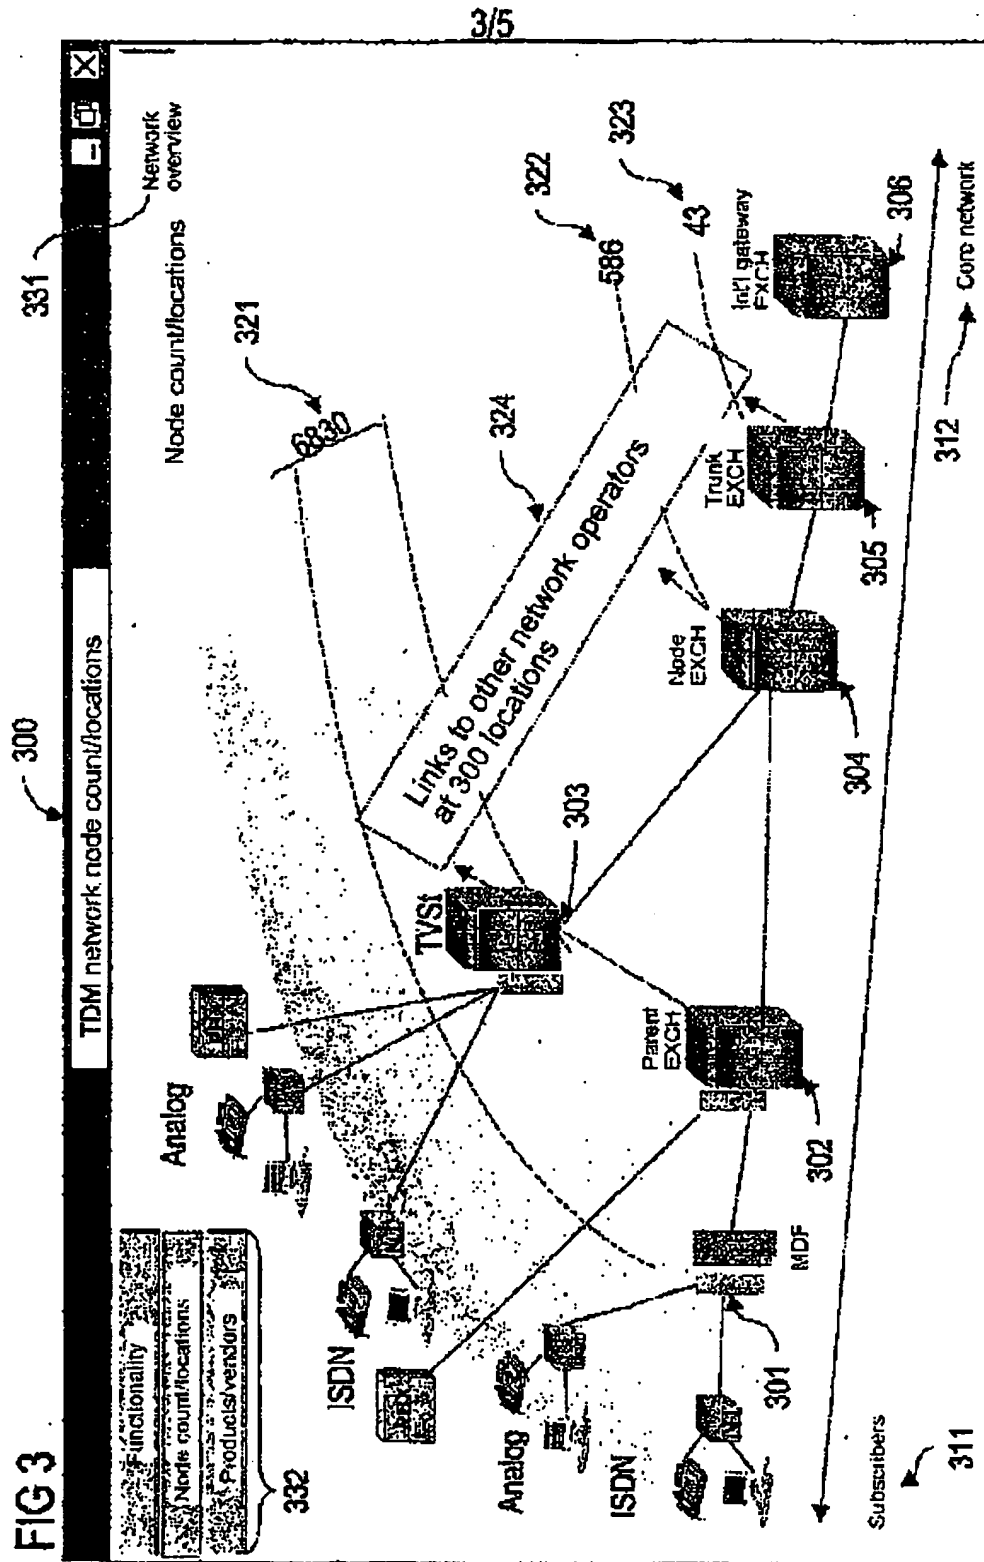 3/5
FIG 3
300
331
TDM network node count/locations
Network
overview
Functionality
Node count/locations
Products/vendors
332
Node count/locations
321
6830
322
586
323
43
324
Links to other network operators
at 300 locations
Analog
ISDN
TVSt
303
Analog
ISDN
301
MDF
Parent
EXCH
302
Node
EXCH
304
Trunk
EXCH
305
Int'l gateway
EXCH
306
Subscribers
311
312
Core network